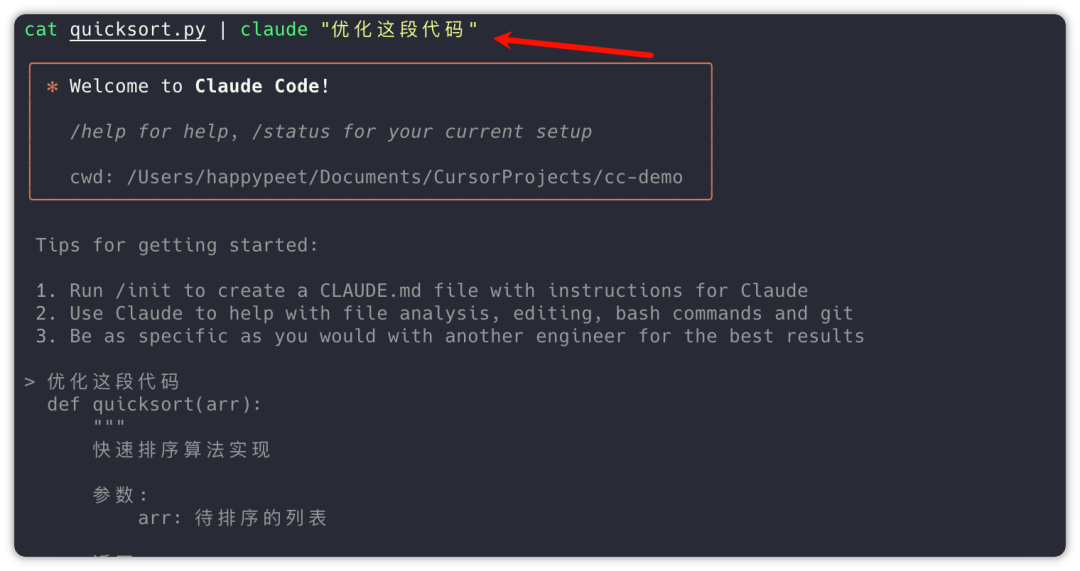 cat quicksort.py | claude "优化这段代码"
✻ Welcome to Claude Code!
/help for help, /status for your current setup
cwd: /Users/happypeet/Documents/CursorProjects/cc-demo
Tips for getting started:
1. Run /init to create a CLAUDE.md file with instructions for Claude
2. Use Claude to help with file analysis, editing, bash commands and git
3. Be as specific as you would with another engineer for the best results
> 优化这段代码
def quicksort(arr):
"""
快速排序算法实现
参数:
arr: 待排序的列表